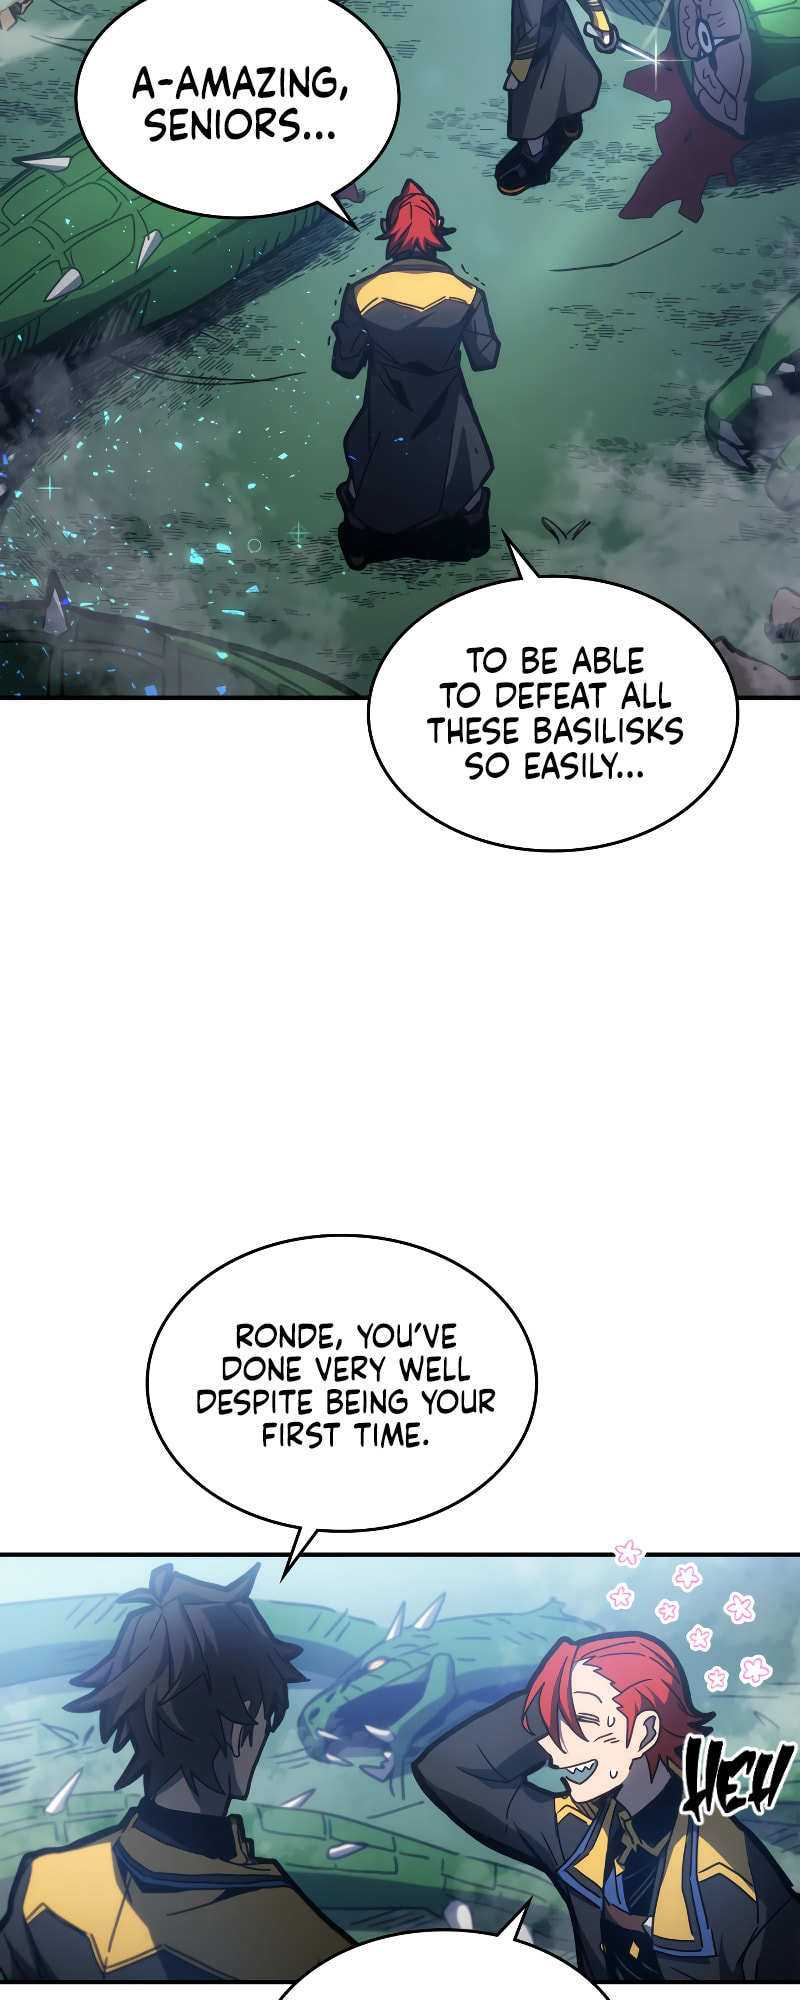 A-AMAZING,
SENIORS...
TO BE ABLE
TO DEFEAT ALL
THESE BASILISKS
SO EASILY...
RONDE, YOU'VE
DONE VERY WELL
DESPITE BEING YOUR
FIRST TIME.
HEH